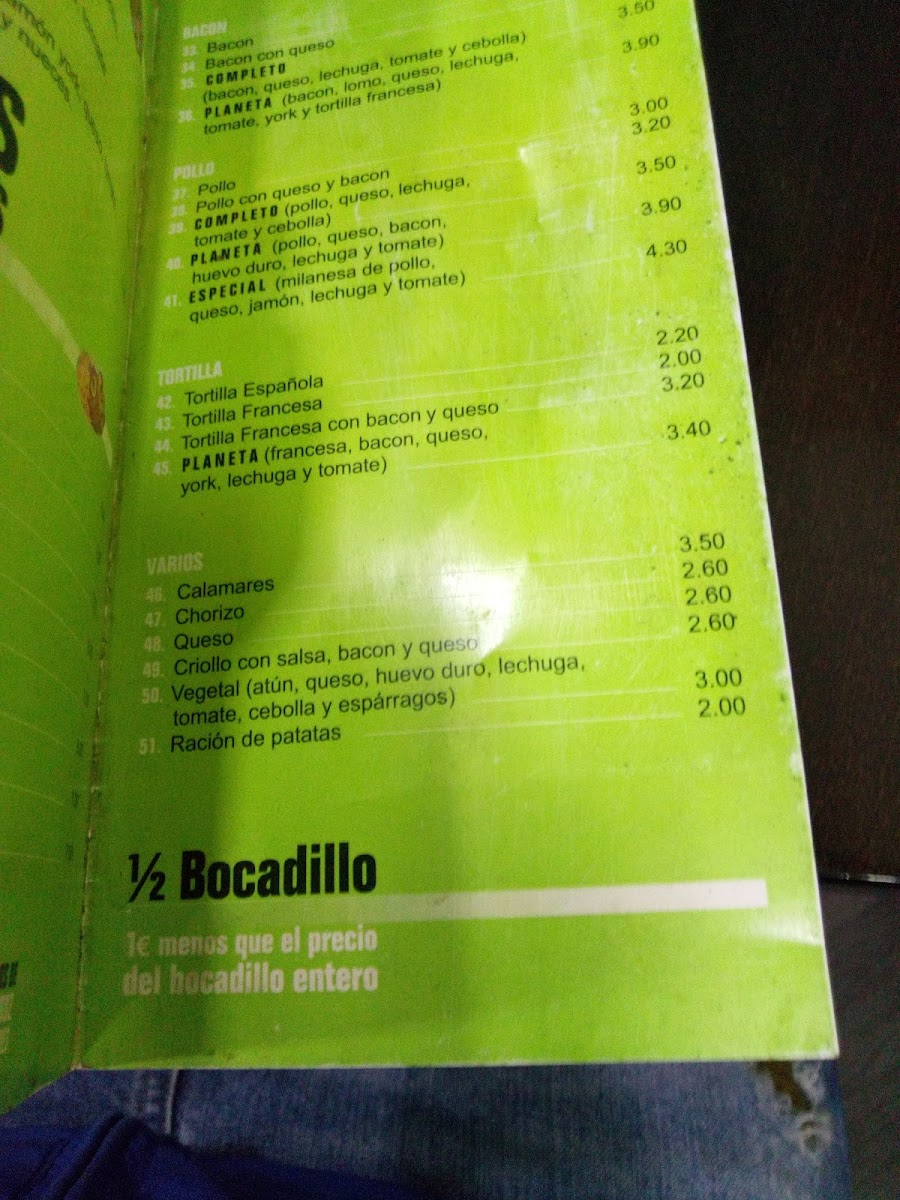 BACON
33. Bacon
34. Bacon con queso
35. COMPLETO
(bacon, queso, lechuga, tomate y cebolla) 3.50
36. PLANETA (bacon, lomo, queso, lechuga,
tomate, york y tortilla francesa) 3.90
POLLO
37. Pollo 3.00
38. Pollo con queso y bacon 3.20
39. COMPLETO (pollo, queso, lechuga,
tomate y cebolla) 3.50
40. PLANETA (pollo, queso, bacon,
huevo duro, lechuga y tomate) 3.90
41. ESPECIAL (milanesa de pollo,
queso, jamón, lechuga y tomate) 4.30
TORTILLA
42. Tortilla Española 2.20
43. Tortilla Francesa 2.00
44. Tortilla Francesa con bacon y queso 3.20
45. PLANETA (francesa, bacon, queso,
york, lechuga y tomate) 3.40
VARIOS
46. Calamares 3.50
47. Chorizo 2.60
48. Queso 2.60
49. Criollo con salsa, bacon y queso 2.60
50. Vegetal (atún, queso, huevo duro, lechuga,
tomate, cebolla y espárragos) 3.00
51. Ración de patatas 2.00
½ Bocadillo
1€ menos que el precio
del bocadillo entero
y nueces